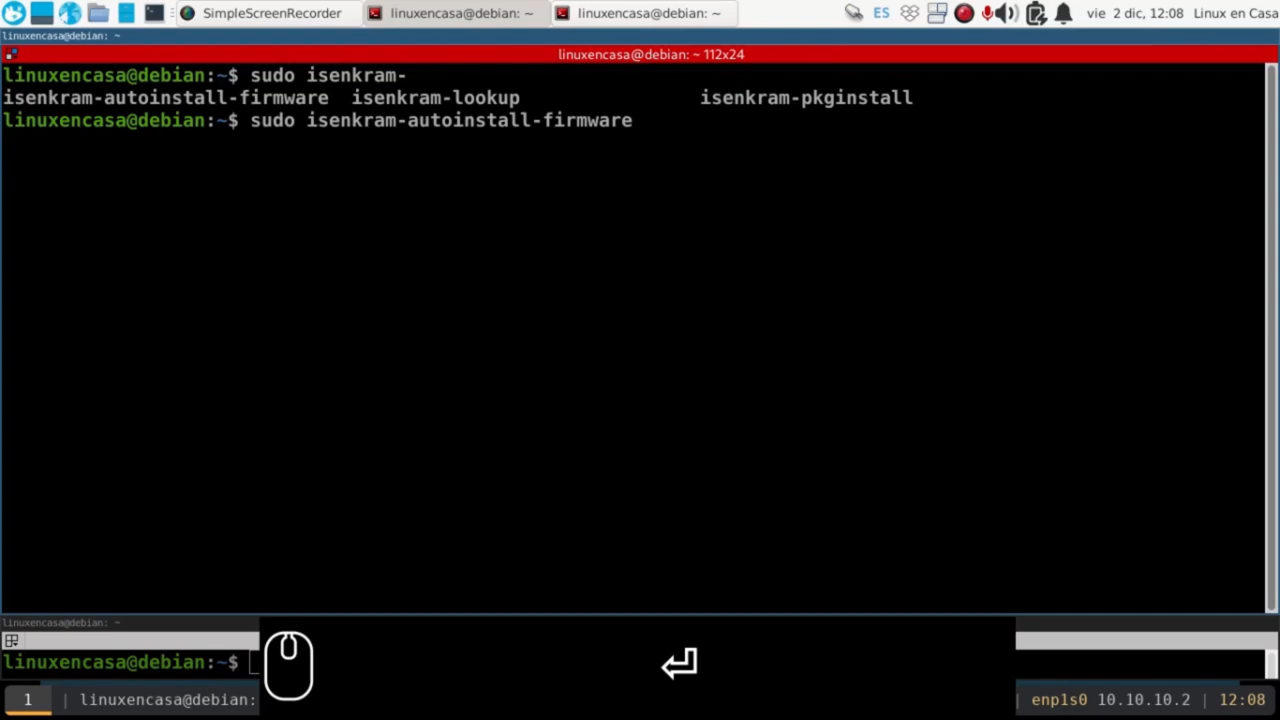 SimpleScreenRecorder linuxencasa@debian: ~ linuxencasa@debian: ~ ES vie 2 dic, 12:08 Linux en Casa
linuxencasa@debian: ~
linuxencasa@debian: ~ 112x24
linuxencasa@debian:~$ sudo isenkram-
isenkram-autoinstall-firmware isenkram-lookup isenkram-pkginstall
linuxencasa@debian:~$ sudo isenkram-autoinstall-firmware
linuxencasa@debian: ~
linuxencasa@debian:~$
1 | linuxencasa@debian: | enp1s0 10.10.10.2 | 12:08